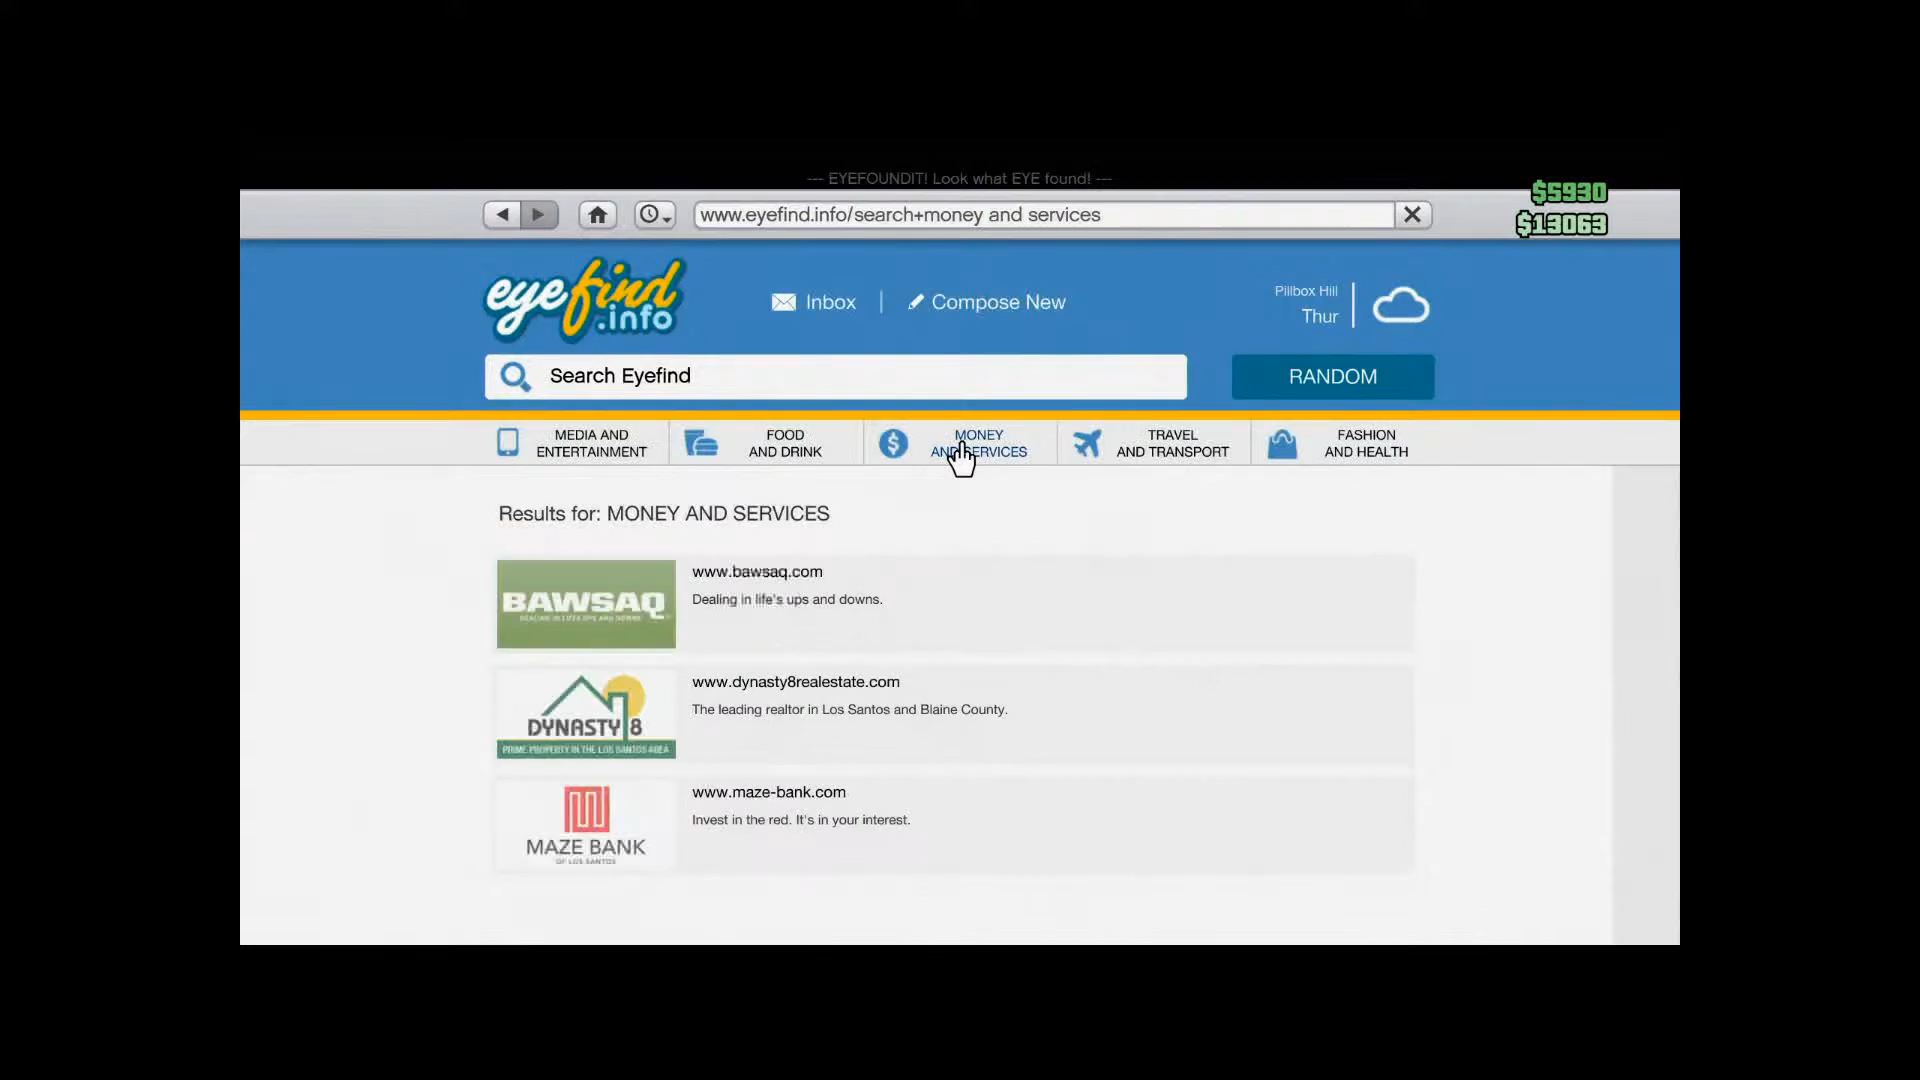 --- EYEFOUNDIT! Look what EYE found! ---
$5930
www.eyefind.info/search+money and services
$13063
eyefind
.info
Inbox
Compose New
Pillbox Hill
Thur
Search Eyefind
RANDOM
MEDIA AND
ENTERTAINMENT
FOOD
AND DRINK
MONEY
AND SERVICES
TRAVEL
AND TRANSPORT
FASHION
AND HEALTH
Results for: MONEY AND SERVICES
BAWSAQ
DEALING IN LIFE'S UPS AND DOWNS
www.bawsaq.com
Dealing in life's ups and downs.
DYNASTY 8
PRIME PROPERTY IN THE LOS SANTOS AREA
www.dynasty8realestate.com
The leading realtor in Los Santos and Blaine County.
MAZE BANK
OF LOS SANTOS
www.maze-bank.com
Invest in the red. It's in your interest.